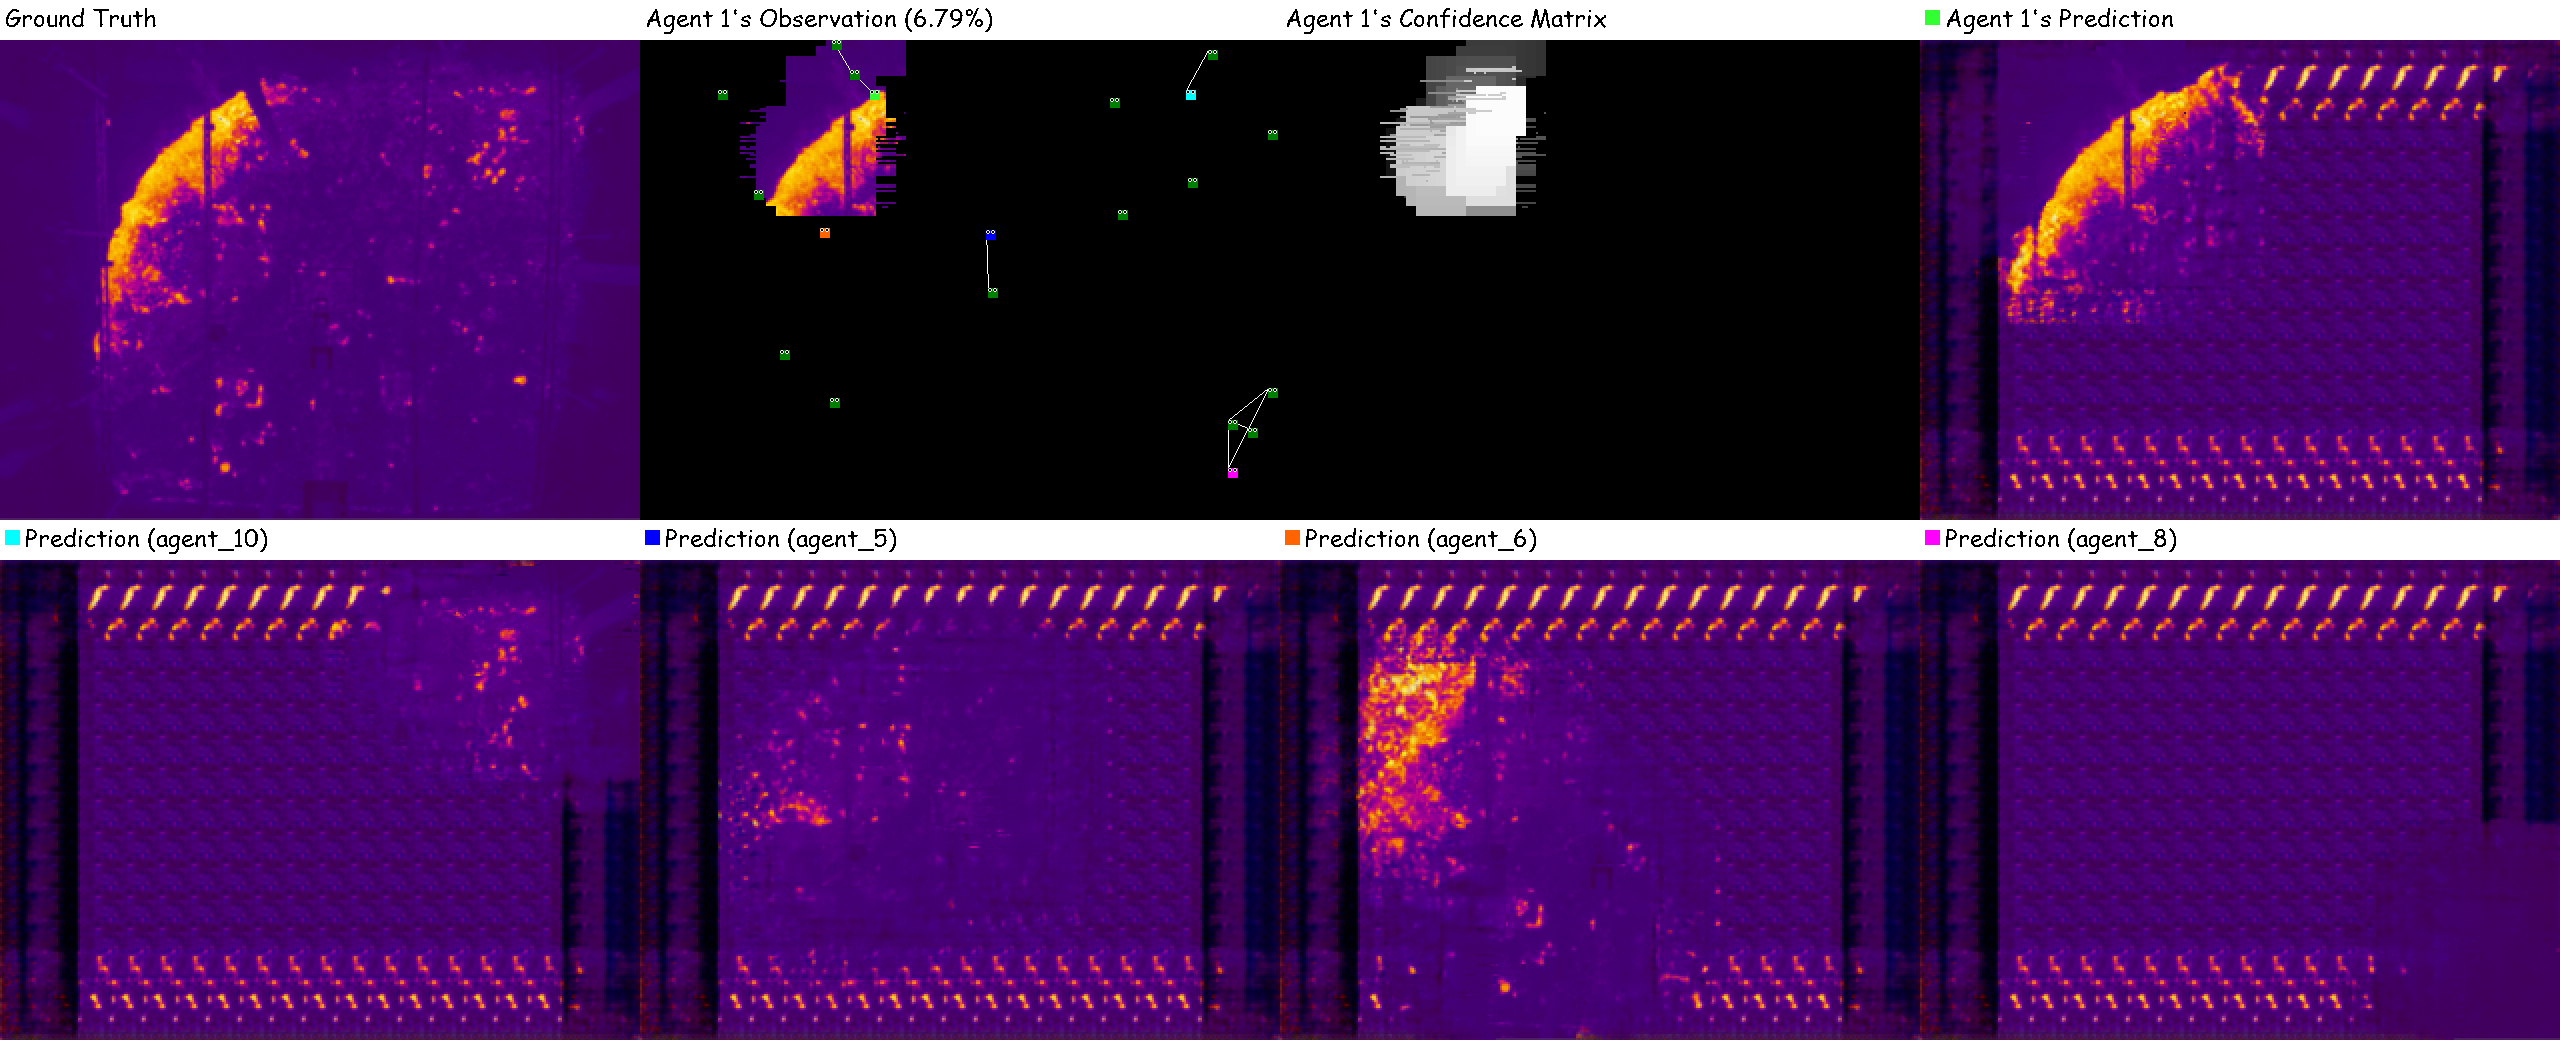 Ground Truth
Agent 1's Observation (6.79%)
Agent 1's Confidence Matrix
Agent 1's Prediction
Prediction (agent_10)
Prediction (agent_5)
Prediction (agent_6)
Prediction (agent_8)